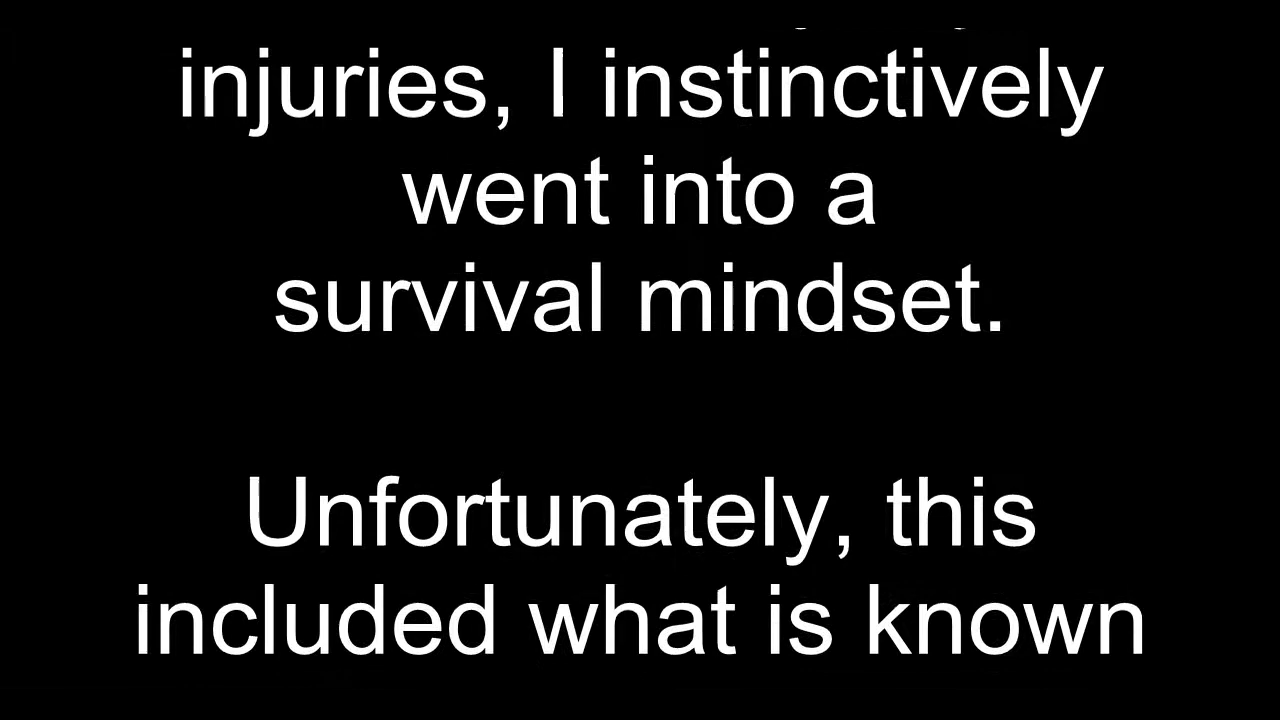 injuries, I instinctively
went into a
survival mindset.
Unfortunately, this
included what is known